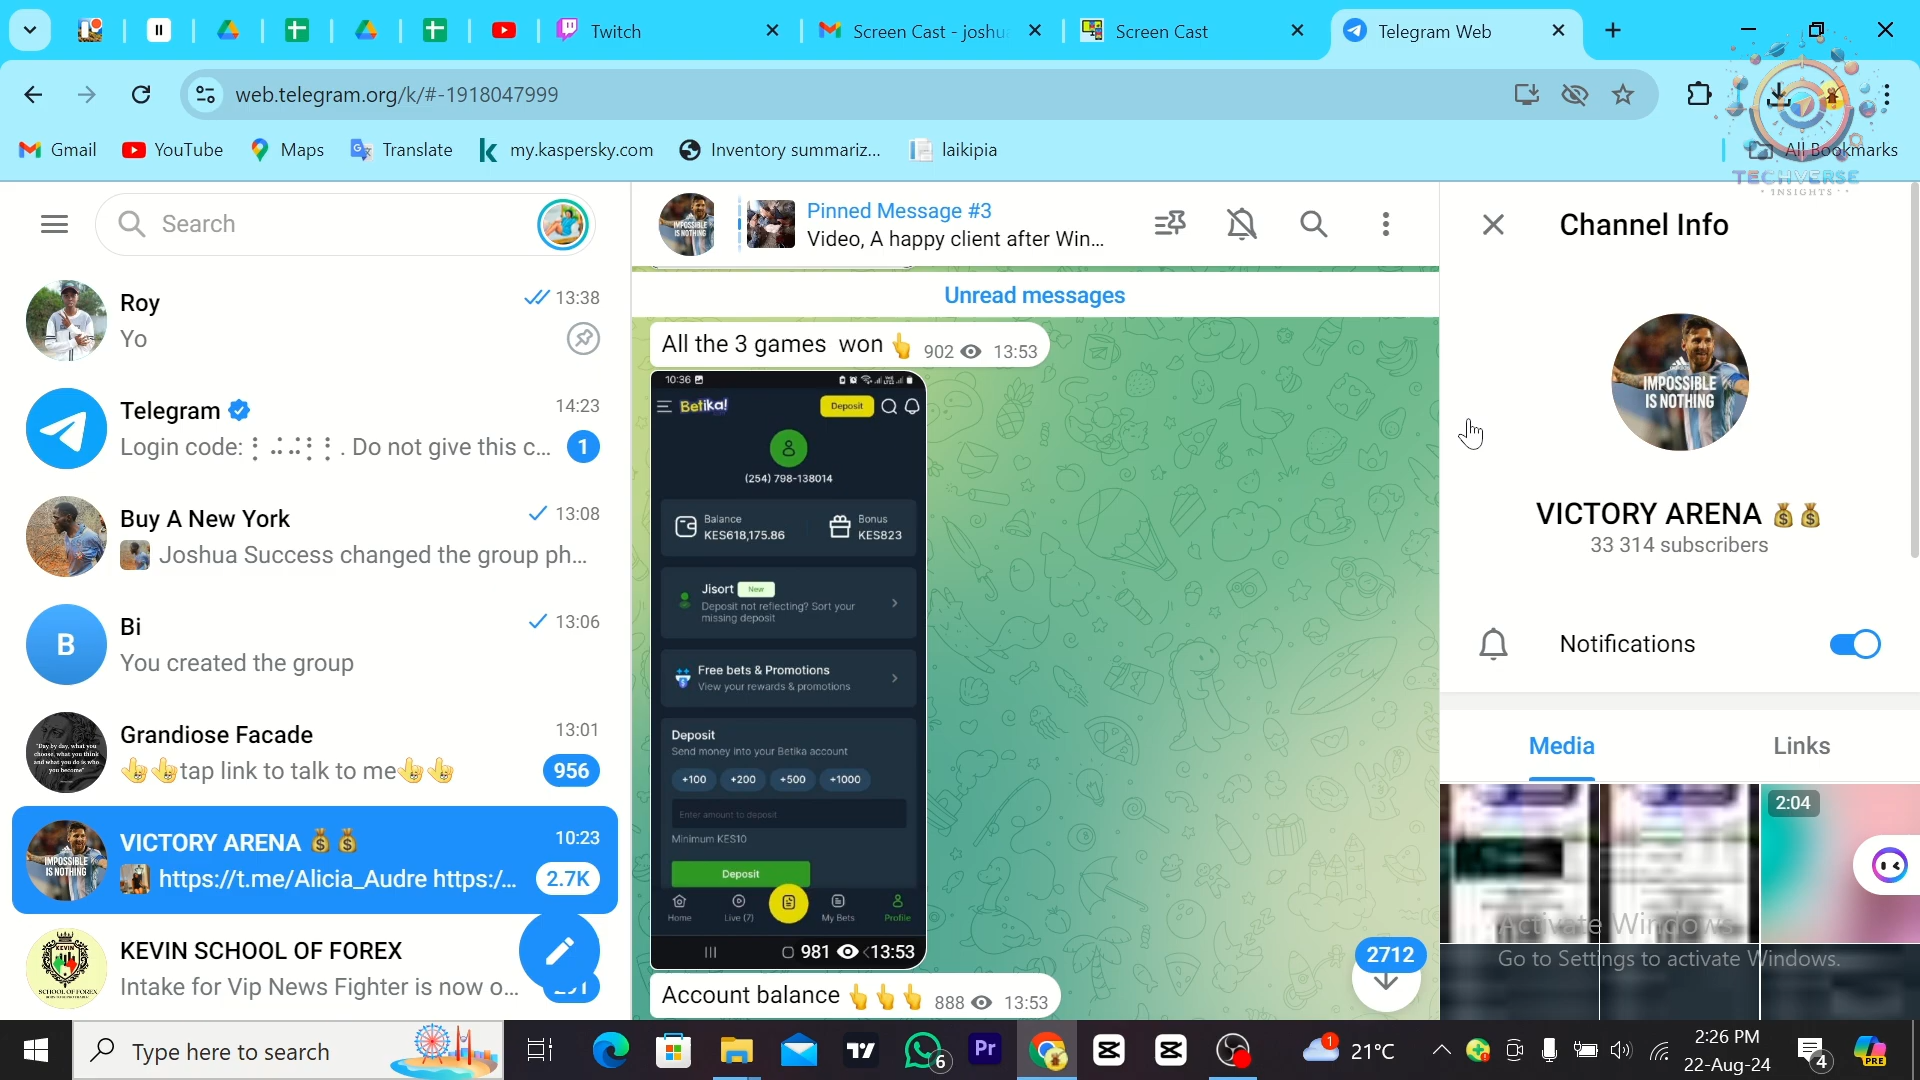 Twitch
Screen Cast - joshu
Screen Cast
Telegram Web
web.telegram.org/k/#-1918047999
Gmail
YouTube
Maps
Translate
my.kaspersky.com
Inventory summariz...
laikipia
All Bookmarks
TECHVERSE
INSIGHTS
Search
Roy
13:38
Yo
Telegram
14:23
Login code: . Do not give this c...
1
Buy A New York
13:08
Joshua Success changed the group ph...
B
Bi
13:06
You created the group
Grandiose Facade
13:01
👆👆tap link to talk to me👆👆
956
VICTORY ARENA 💰💰
10:23
https://t.me/Alicia_Audre https:/...
2.7K
KEVIN SCHOOL OF FOREX
Intake for Vip News Fighter is now o...
Pinned Message #3
Video, A happy client after Win...
Unread messages
All the 3 games won 👆 902 13:53
10:36
Betika!
Deposit
(254) 798-138014
Balance
KES618,175.86
Bonus
KES823
Jisort New
Deposit not reflecting? Sort your
missing deposit
Free bets & Promotions
View your rewards & promotions
Deposit
Send money into your Betika account
+100 +200 +500 +1000
Enter amount to deposit
Minimum KES10
Deposit
Home
Live (7)
My Bets
Profile
981 13:53
Account balance 👆👆👆 888 13:53
2712
Channel Info
IMPOSSIBLE
IS NOTHING
VICTORY ARENA 💰💰
33 314 subscribers
Notifications
Media
Links
2:04
Activate Windows
Go to Settings to activate Windows.
Type here to search
6
Pr
1
21°C
2:26 PM
22-Aug-24
4
PRE